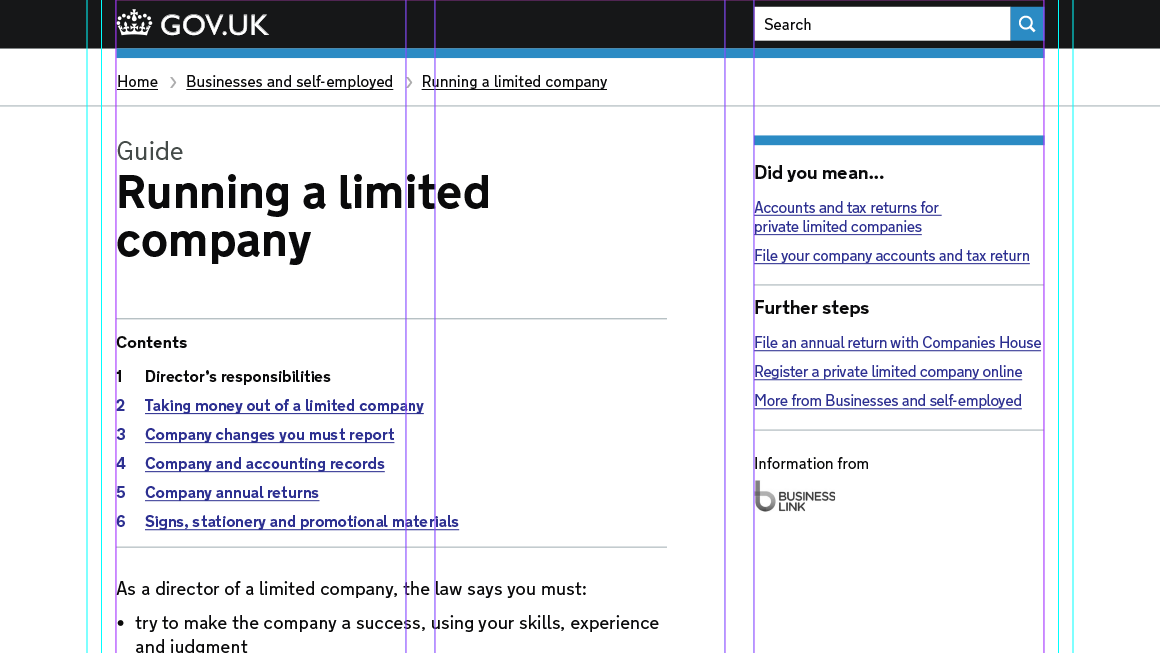 GOV.UK
Search
Home
Businesses and self-employed
Running a limited company
Guide
Running a limited
company
Contents
1 Director's responsibilities
2 Taking money out of a limited company
3 Company changes you must report
4 Company and accounting records
5 Company annual returns
6 Signs, stationery and promotional materials
As a director of a limited company, the law says you must:
• try to make the company a success, using your skills, experience
and judgment
Did you mean...
Accounts and tax returns for
private limited companies
File your company accounts and tax return
Further steps
File an annual return with Companies House
Register a private limited company online
More from Businesses and self-employed
Information from
BUSINESS
LINK